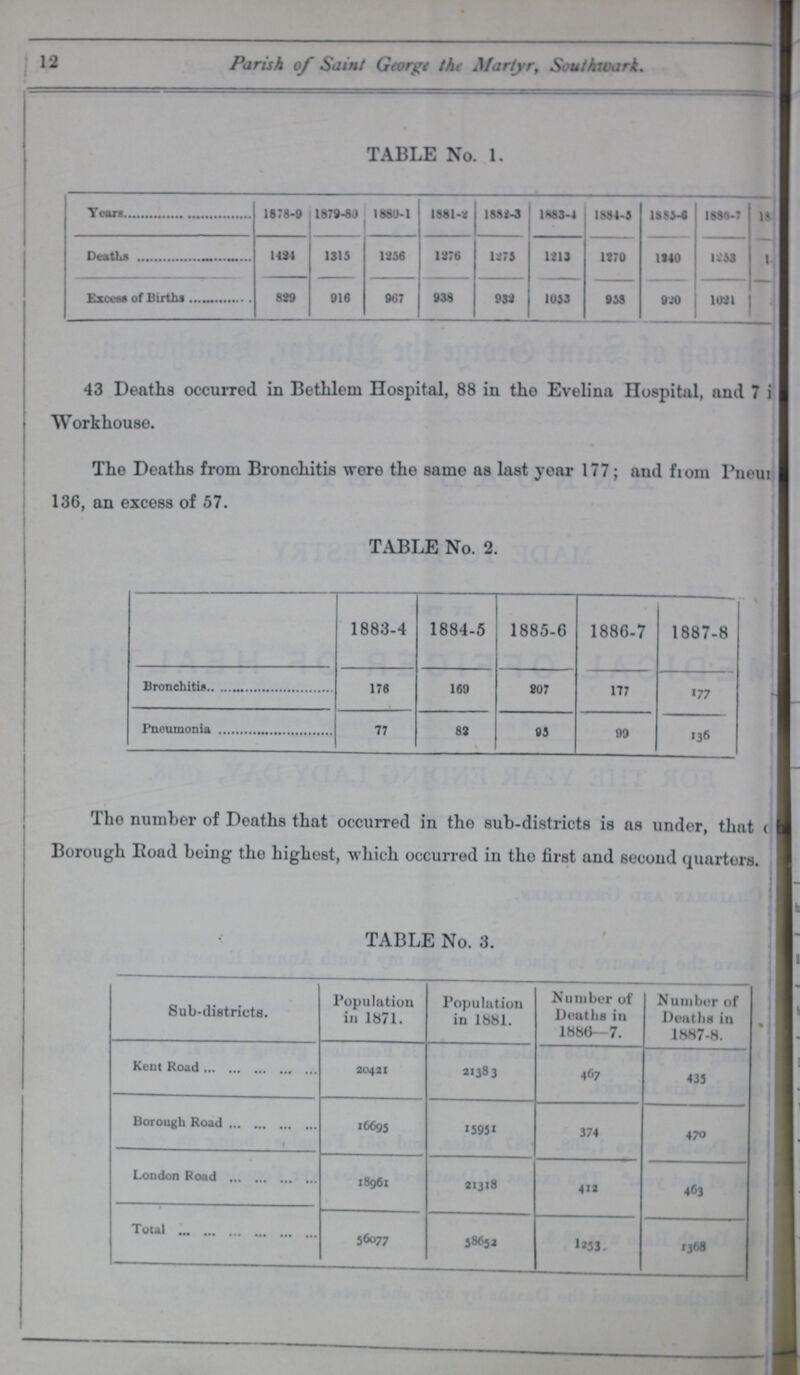 12 Parish of Saint George the Martyr, Southwark.
TABLE No. 1.
Years 1878-9 1879-80 1880-1 1881-2 1882-3 1883-4 1884-5 1885-6 1886-7 18
Deaths 1424 1315 1256 1276 1275 1213 1270 1240 1253 1
Excess of Births 829 916 967 938 932 1053 958 920 1021
43 Deaths occurred in Bethlem Hospital, 88 in the Evelina Hospital, and 7 i
Workhouse.
The Deaths from Bronchitis were the same as last year 177; and from Pneu
136, an excess of 57.
TABLE No. 2.
1883-4 1884-5 1885-6 1886-7 1887-8
Bronchitis 176 169 207 177 177
Pneumonia 77 82 95 99 136
The number of Deaths that occurred in the sub-districts is as under, that
Borough Road being the highest, which occurred in the first and second quarters.
TABLE No. 3.
Sub-districts. Population in 1871. Population in 1881. Number of Deaths in 1886—7. Number of Deaths in 1887-8.
Kent Road ... ... ... ... ... 20421 21383 467 435
Borough Road ... ... ... ... 16695 15951 374 470
London Road ... ... ... ... 18961 21318 412 463
Total ... ... ... ... ... ... 56077 58652 1253. 1368